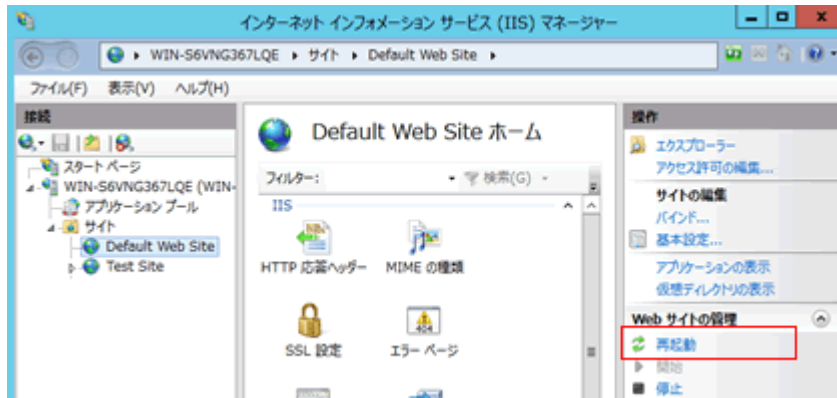 インターネット インフォメーション サービス (IIS) マネージャー
WIN-S6VNG367LQE ▸ サイト ▸ Default Web Site ▸
ファイル(F) 表示(V) ヘルプ(H)
接続
スタート ページ
WIN-S6VNG367LQE (WIN-
アプリケーション プール
サイト
Default Web Site
Test Site
Default Web Site ホーム
フィルター:
検索(G)
IIS
HTTP 応答ヘッダー
MIME の種類
SSL 設定
404
エラー ページ
操作
エクスプローラー
アクセス許可の編集...
サイトの編集
バインド...
基本設定...
アプリケーションの表示
仮想ディレクトリの表示
Web サイトの管理
再起動
開始
停止